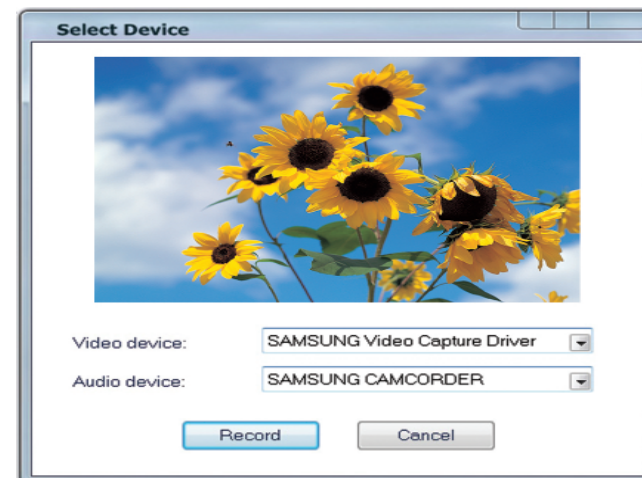 Select Device
Video device: SAMSUNG Video Capture Driver
Audio device: SAMSUNG CAMCORDER
Record Cancel